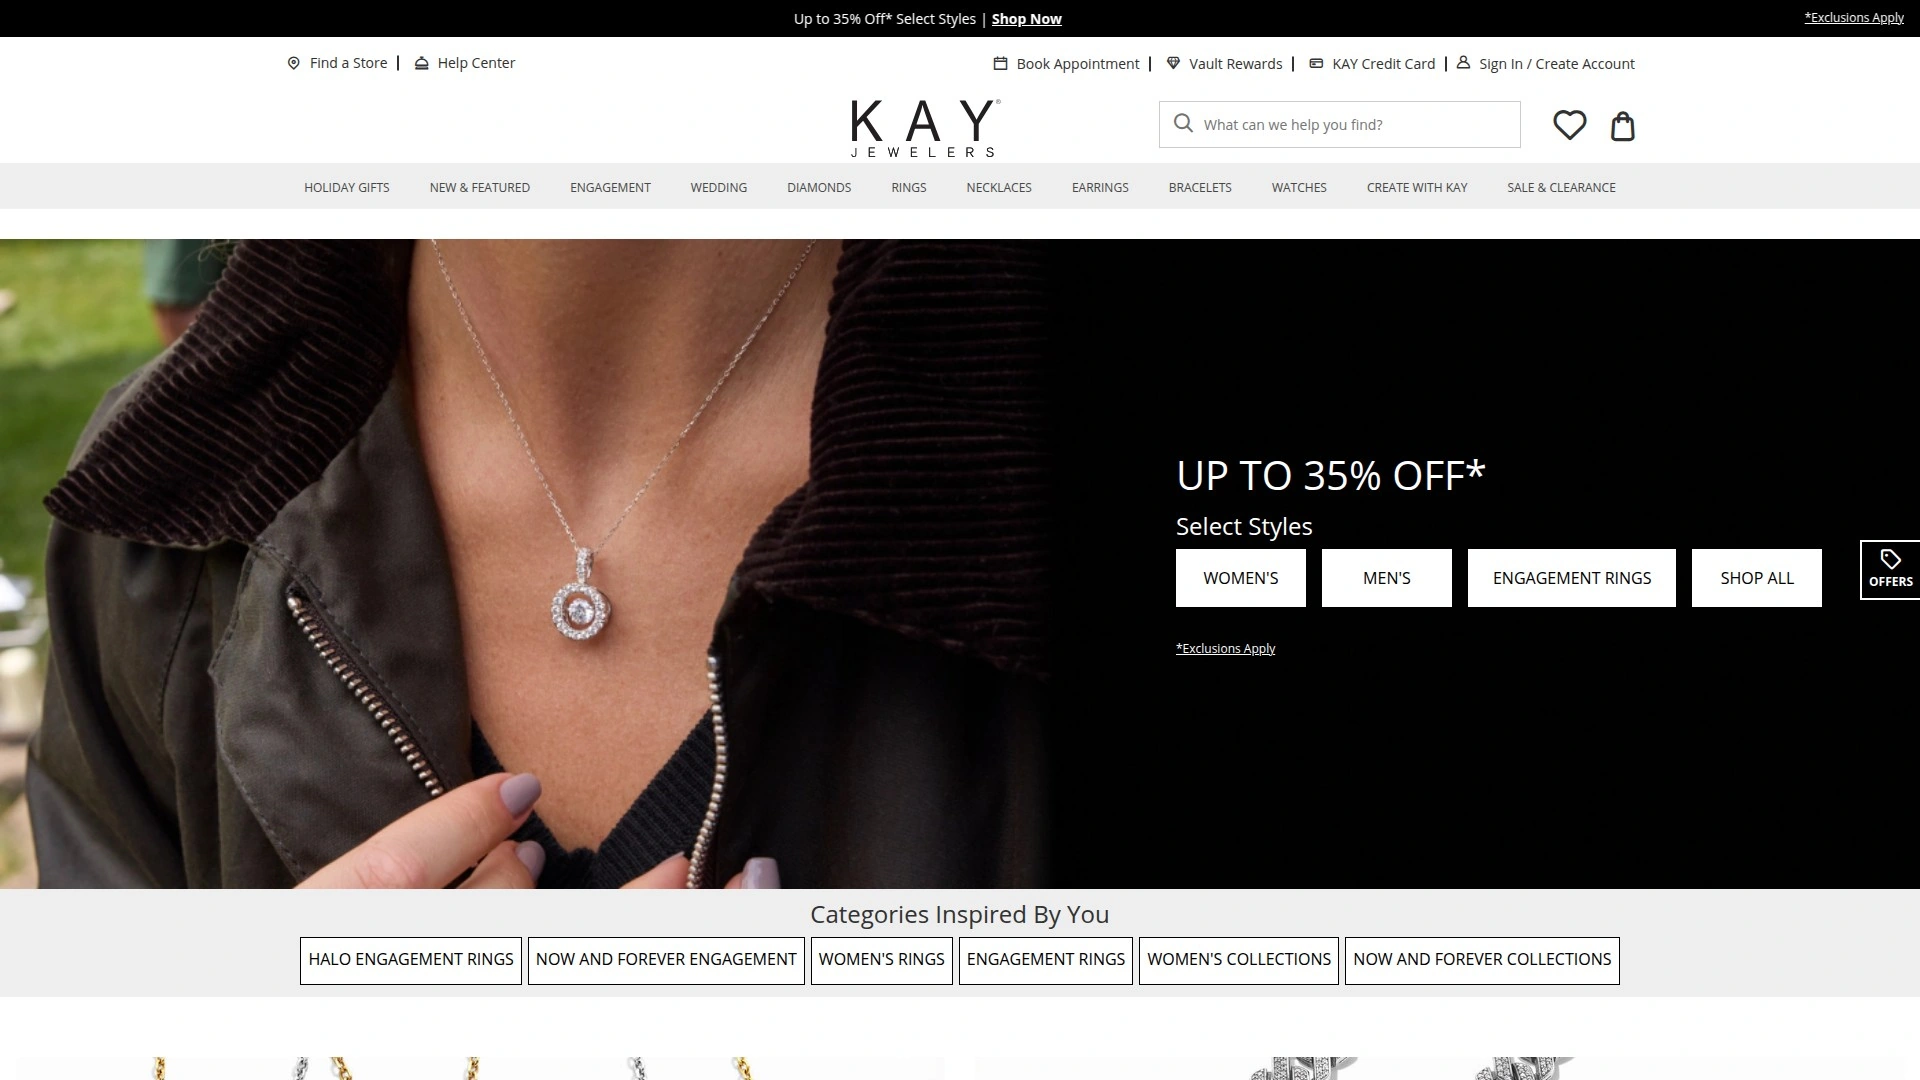 Up to 35% Off* Select Styles | Shop Now
*Exclusions Apply
Find a Store | Help Center
Book Appointment | Vault Rewards | KAY Credit Card | Sign In / Create Account
KAY®
JEWELERS
What can we help you find?
HOLIDAY GIFTS NEW & FEATURED ENGAGEMENT WEDDING DIAMONDS RINGS NECKLACES EARRINGS BRACELETS WATCHES CREATE WITH KAY SALE & CLEARANCE
UP TO 35% OFF*
Select Styles
WOMEN'S MEN'S ENGAGEMENT RINGS SHOP ALL
OFFERS
*Exclusions Apply
Categories Inspired By You
HALO ENGAGEMENT RINGS NOW AND FOREVER ENGAGEMENT WOMEN'S RINGS ENGAGEMENT RINGS WOMEN'S COLLECTIONS NOW AND FOREVER COLLECTIONS